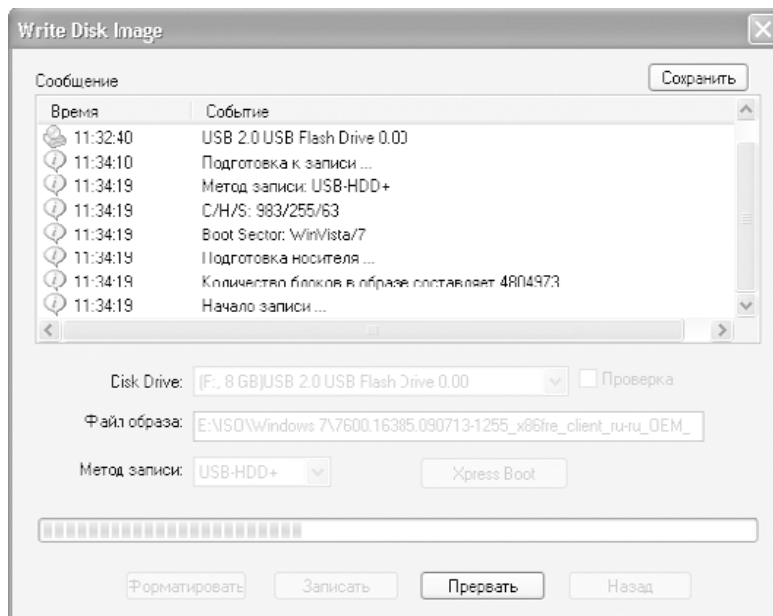 Write Disk Image
Сообщение
Сохранить
Время Событие
11:32:40 USB 2.0 USB Flash Drive 0.00
11:34:10 Подготовка к записи ...
11:34:19 Метод записи: USB-HDD+
11:34:19 C/H/S: 983/255/63
11:34:19 Boot Sector: WinVista/7
11:34:19 Подготовка носителя ...
11:34:19 Количество блоков в образе составляет 4804973
11:34:19 Начало записи ...
Disk Drive: (F:, 8 GB)USB 2.0 USB Flash Drive 0.00 Проверка
Файл образа: E:\ISO\Windows 7\7600.16385.090713-1255_x86fre_client_ru-ru_OEM_
Метод записи: USB-HDD+ Xpress Boot
Форматировать Записать Прервать Назад